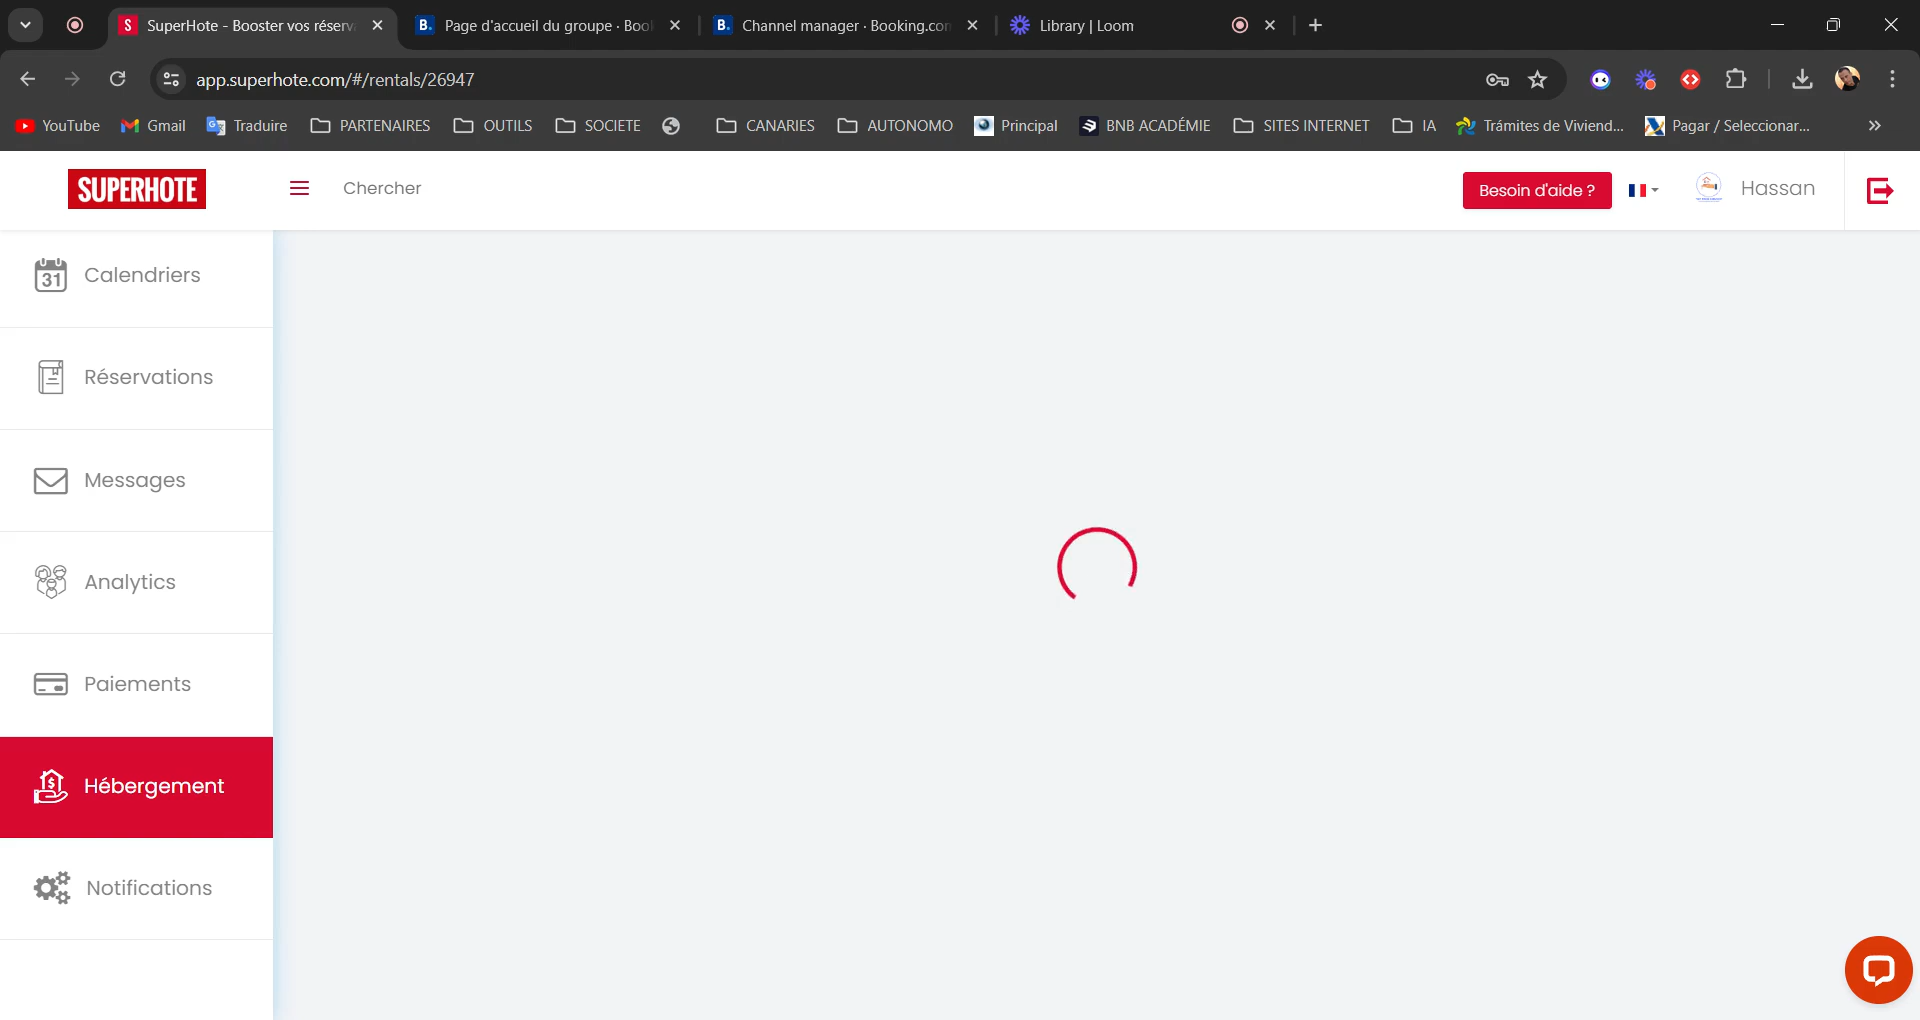 SuperHote - Booster vos réserv
Page d'accueil du groupe · Boo
Channel manager · Booking.con
Library | Loom
app.superhote.com/#/rentals/26947
YouTube
Gmail
Traduire
PARTENAIRES
OUTILS
SOCIETE
CANARIES
AUTONOMO
Principal
BNB ACADÉMIE
SITES INTERNET
IA
Trámites de Viviend...
Pagar / Seleccionar...
SUPERHOTE
Chercher
Besoin d'aide ?
Hassan
31
Calendriers
Réservations
Messages
Analytics
Paiements
Hébergement
Notifications